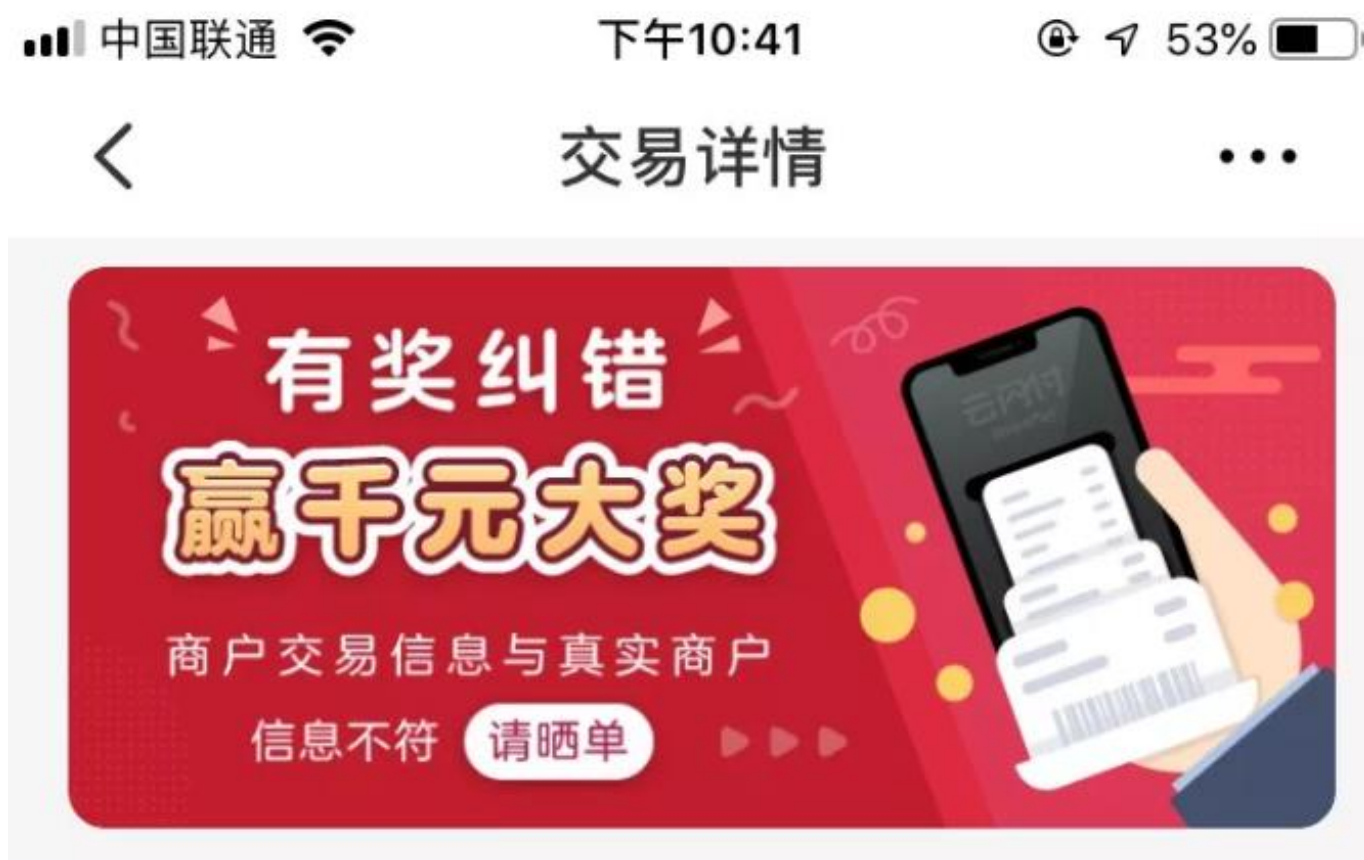 中国联通
下午10:41
53%
交易详情
有奖纠错
赢千元大奖
商户交易信息与真实商户
信息不符 请晒单